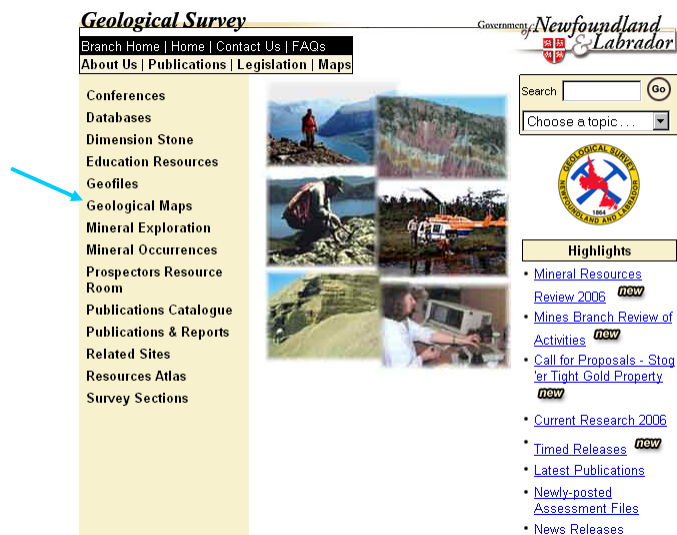 Geological Survey
Government of Newfoundland & Labrador
Branch Home | Home | Contact Us | FAQs
About Us | Publications | Legislation | Maps
Conferences
Databases
Dimension Stone
Education Resources
Geofiles
Geological Maps
Mineral Exploration
Mineral Occurrences
Prospectors Resource
Room
Publications Catalogue
Publications & Reports
Related Sites
Resources Atlas
Survey Sections
Search
Go
Choose a topic . . .
GEOLOGICAL SURVEY
NEWFOUNDLAND AND LABRADOR
1864
Highlights
• Mineral Resources
Review 2006 new
• Mines Branch Review of
Activities new
• Call for Proposals - Stog
'er Tight Gold Property
new
• Current Research 2006
• Timed Releases new
• Latest Publications
• Newly-posted
Assessment Files
• News Releases